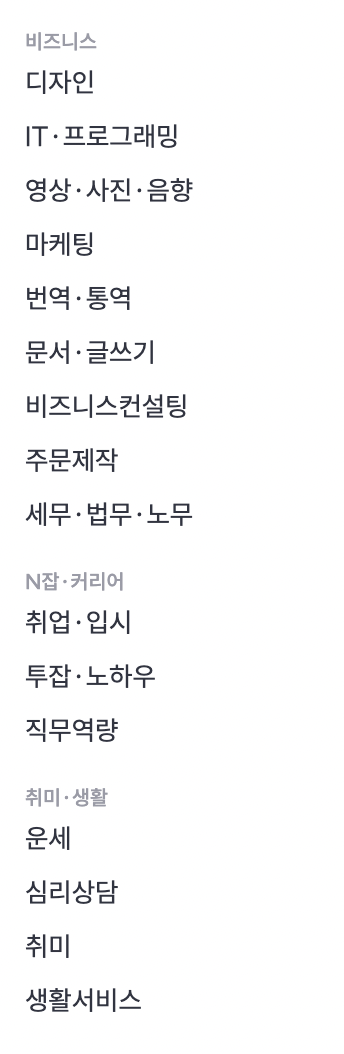 비즈니스
디자인
IT·프로그래밍
영상·사진·음향
마케팅
번역·통역
문서·글쓰기
비즈니스컨설팅
주문제작
세무·법무·노무
N잡·커리어
취업·입시
투잡·노하우
직무역량
취미·생활
운세
심리상담
취미
생활서비스